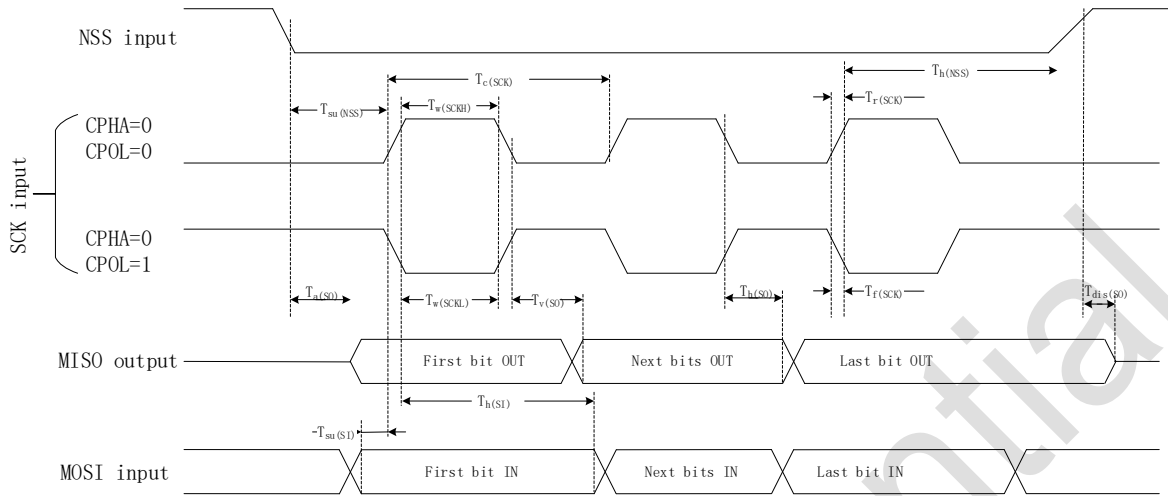 NSS input
Tc(SCK)
Th(NSS)
Tsu(NSS)
Tw(SCKH)
Tr(SCK)
CPHA=0
CPOL=0
SCK input
CPHA=0
CPOL=1
Ta(SO)
Tw(SCKL)
Tv(SO)
Th(SO)
Tf(SCK)
Tdis(SO)
MISO output
First bit OUT
Next bits OUT
Last bit OUT
Th(SI)
Tsu(SI)
MOSI input
First bit IN
Next bits IN
Last bit IN
ntial